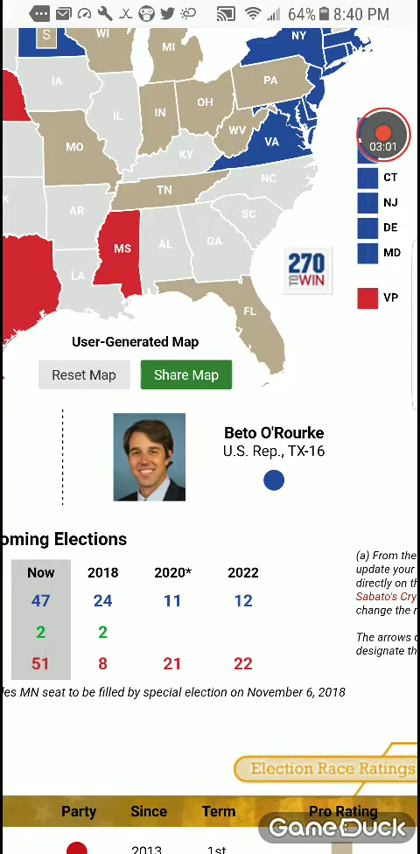 64% 8:40 PM
S
WI
NY
MI
IA
PA
IL
IN
OH
03:01
MO
WV
VA
KY
CT
K
TN
NC
NJ
AR
SC
DE
MS
AL
GA
MD
LA
270
TO WIN
VP
FL
User-Generated Map
Reset Map
Share Map
Beto O'Rourke
U.S. Rep., TX-16
oming Elections
(a) From the
Now 2018 2020* 2022
update your
directly on th
47 24 11 12
Sabato's Cry
change the r
2 2
The arrows
51 8 21 22
designate th
les MN seat to be filled by special election on November 6, 2018
Election Race Ratings
Party Since Term Pro Rating
GameDuck
2013 1st